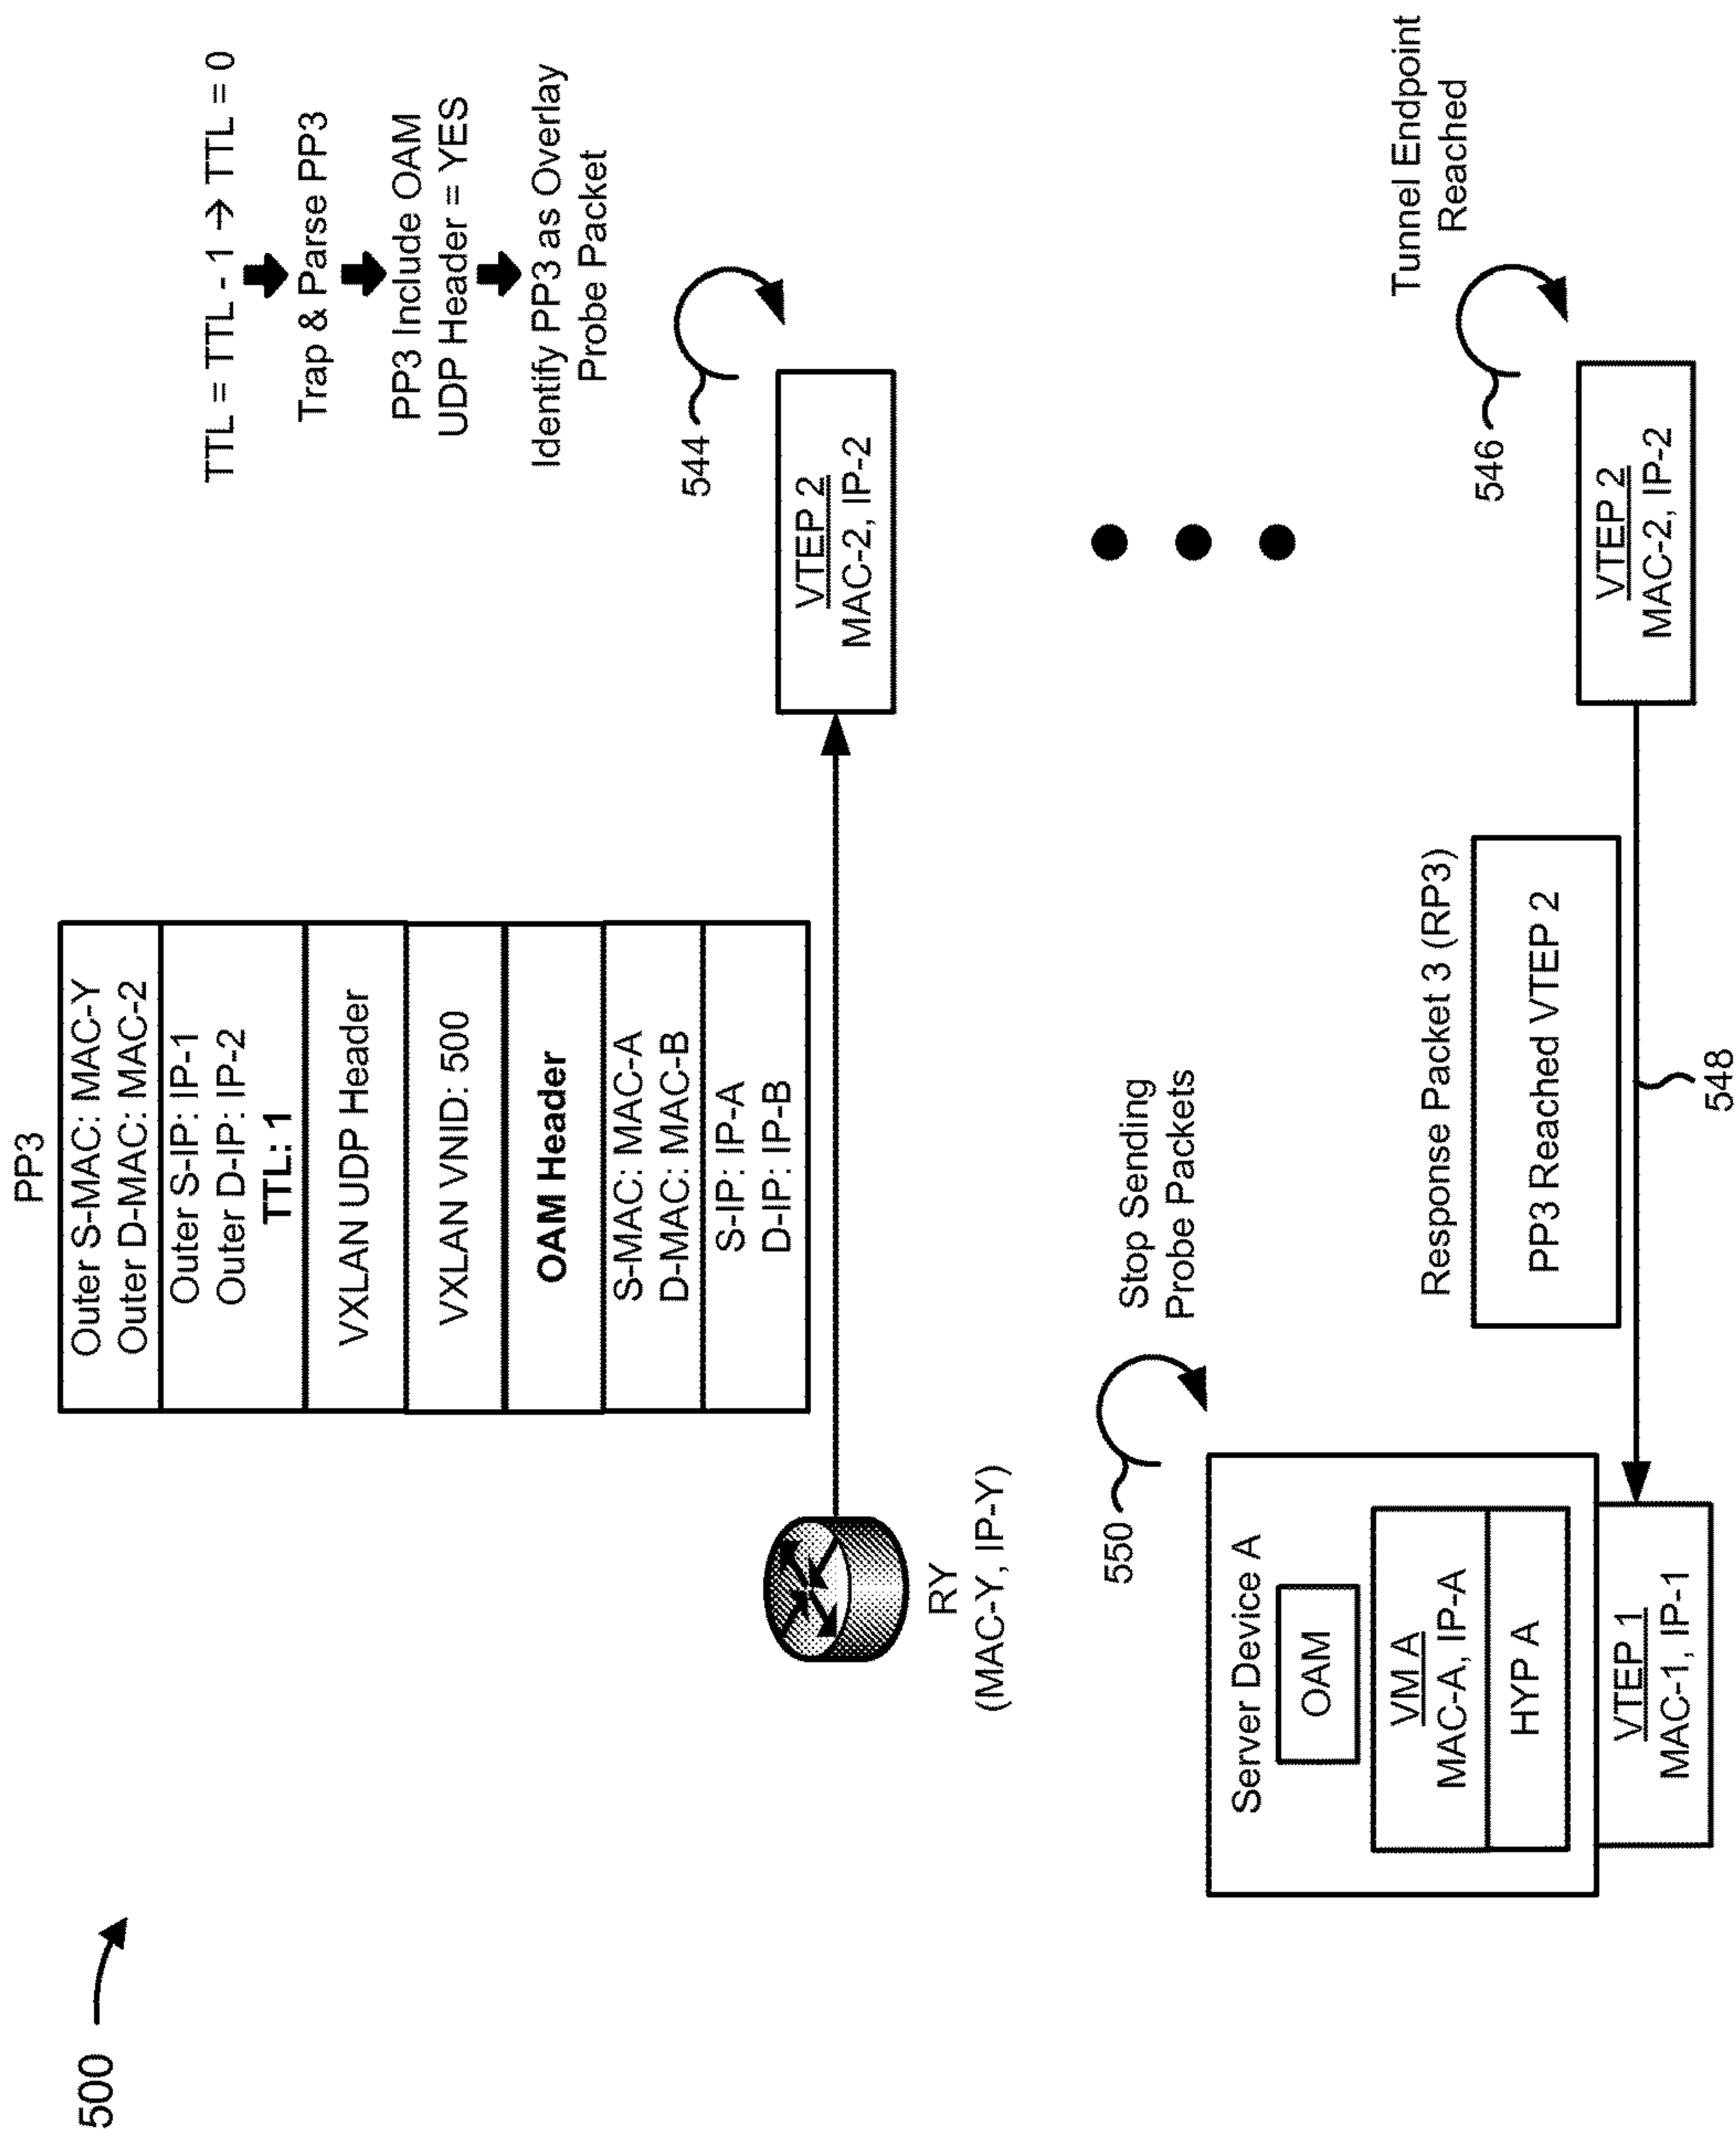 500
PP3
Outer S-MAC: MAC-Y
Outer D-MAC: MAC-2
Outer S-IP: IP-1
Outer D-IP: IP-2
TTL: 1
VXLAN UDP Header
VXLAN VNID: 500
OAM Header
S-MAC: MAC-A
D-MAC: MAC-B
S-IP: IP-A
D-IP: IP-B
TTL = TTL - 1 → TTL = 0
Trap & Parse PP3
PP3 Include OAM
UDP Header = YES
Identify PP3 as Overlay
Probe Packet
544
RY
(MAC-Y, IP-Y)
VTEP 2
MAC-2, IP-2
550
Stop Sending
Probe Packets
Server Device A
OAM
VM A
MAC-A, IP-A
HYP A
VTEP 1
MAC-1, IP-1
Response Packet 3 (RP3)
PP3 Reached VTEP 2
548
Tunnel Endpoint
Reached
546
VTEP 2
MAC-2, IP-2